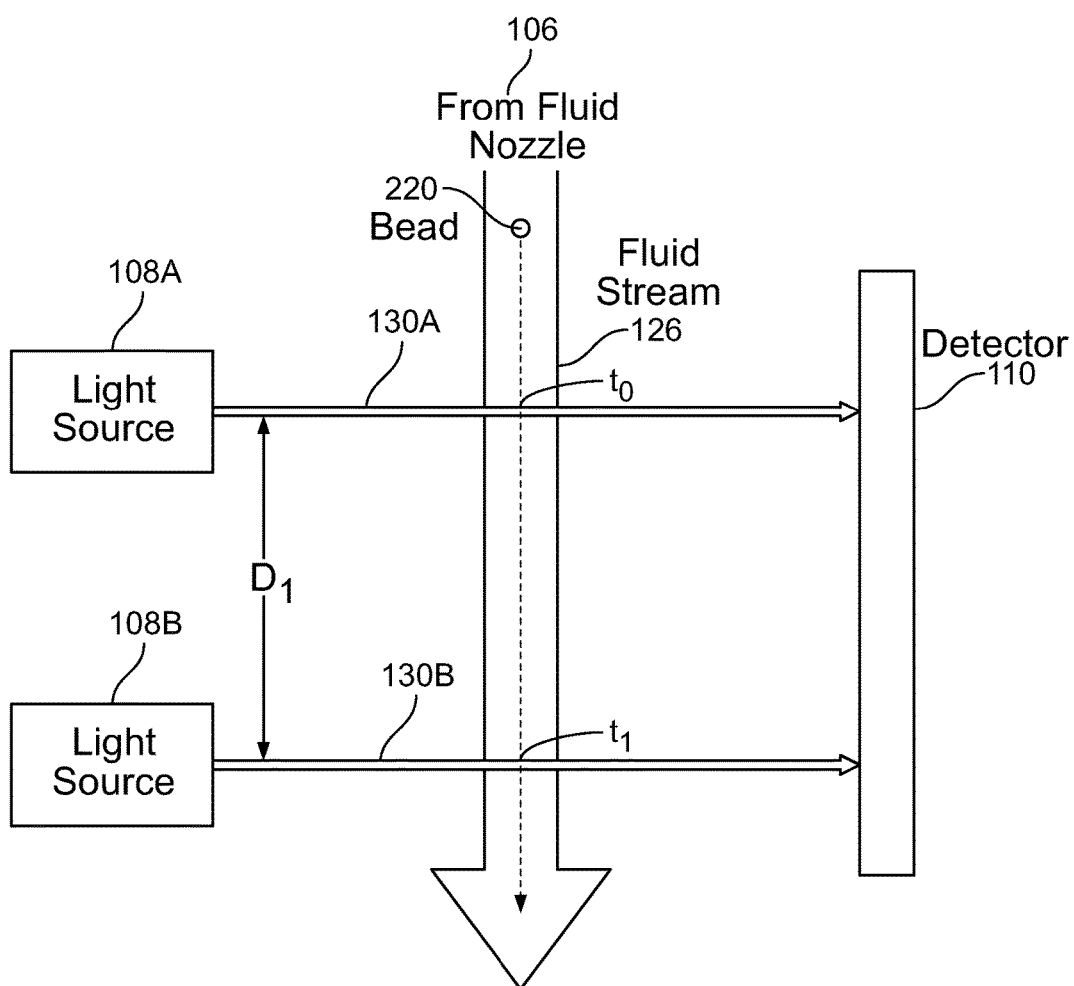 106
From Fluid
Nozzle
220
Bead
Fluid
Stream
126
108A
130A
t0
Light
Source
Detector
110
D1
108B
130B
t1
Light
Source